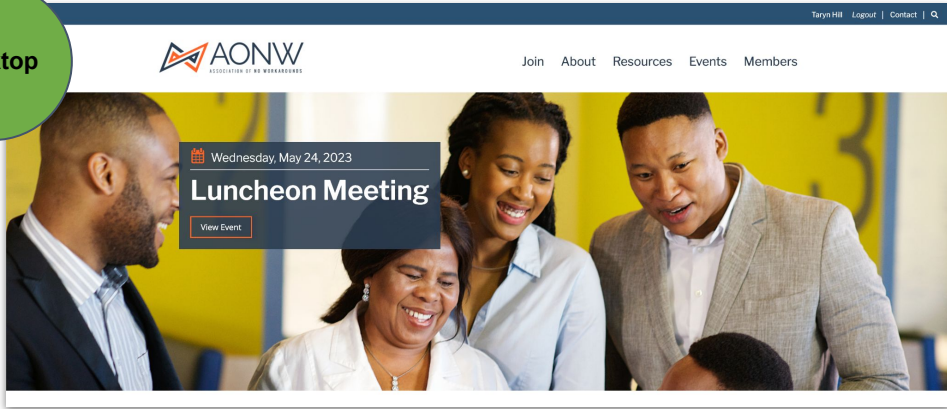 top
Taryn Hill Logout | Contact |
AONW
ASSOCIATION OF NO WORKAROUNDS
Join About Resources Events Members
Wednesday, May 24, 2023
Luncheon Meeting
View Event